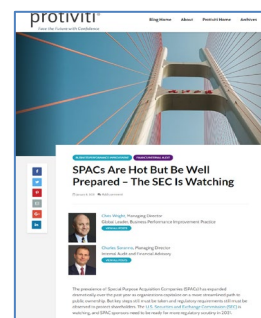 protiviti®
Face the Future with Confidence
Blog Home About Protiviti Home Archives
SPACs Are Hot But Be Well
Prepared – The SEC Is Watching
Chris Wright, Managing Director
Global Leader, Business Performance Improvement Practice
Charles Soranno, Managing Director
Internal Audit and Financial Advisory
The prevalence of Special Purpose Acquisition Companies (SPACs) has expanded
dramatically over the past year as organizations capitalize on a more streamlined path to
public ownership. But key steps still must be taken and regulatory requirements still must be
observed to protect shareholders. The U.S. Securities and Exchange Commission (SEC) is
watching, and SPAC sponsors need to be ready for more regulatory scrutiny in 2021.